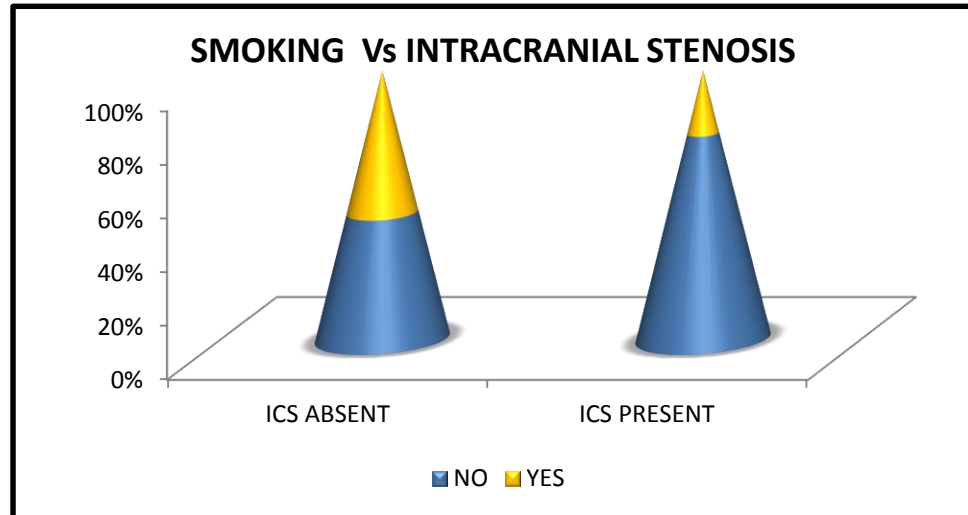 SMOKING Vs INTRACRANIAL STENOSIS
100%
80%
60%
40%
20%
0%
ICS ABSENT ICS PRESENT
NO YES